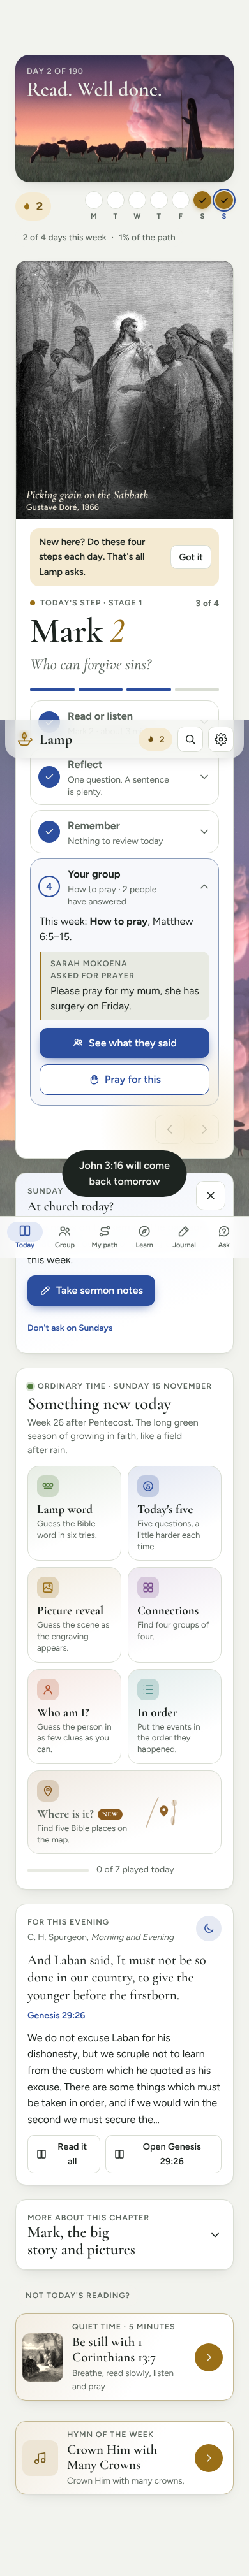 DAY 2 OF 190
Read. Well done.
2
M T W T F S S
2 of 4 days this week · 1% of the path
Picking grain on the Sabbath
Gustave Doré, 1866
New here? Do these four
steps each day. That's all
Lamp asks.
Got it
TODAY'S STEP · STAGE 1
3 of 4
Mark 2
Who can forgive sins?
Read or listen
Lamp
2
Reflect
One question. A sentence
is plenty.
Remember
Nothing to review today
4
Your group
How to pray · 2 people
have answered
This week: How to pray, Matthew
6:5–15.
SARAH MOKOENA
ASKED FOR PRAYER
Please pray for my mum, she has
surgery on Friday.
See what they said
Pray for this
John 3:16 will come
back tomorrow
SUNDAY
At church today?
Today
Group
My path
Learn
Journal
Ask
this week.
Take sermon notes
Don't ask on Sundays
ORDINARY TIME · SUNDAY 15 NOVEMBER
Something new today
Week 26 after Pentecost. The long green
season of growing in faith, like a field
after rain.
Lamp word
Guess the Bible
word in six tries.
5
Today's five
Five questions, a
little harder each
time.
Picture reveal
Guess the scene as
the engraving
appears.
Connections
Find four groups of
four.
Who am I?
Guess the person in
as few clues as you
can.
In order
Put the events in
the order they
happened.
Where is it? NEW
Find five Bible places on
the map.
0 of 7 played today
FOR THIS EVENING
C. H. Spurgeon, Morning and Evening
And Laban said, It must not be so
done in our country, to give the
younger before the firstborn.
Genesis 29:26
We do not excuse Laban for his
dishonesty, but we scruple not to learn
from the custom which he quoted as his
excuse. There are some things which must
be taken in order, and if we would win the
second we must secure the…
Read it
all
Open Genesis
29:26
MORE ABOUT THIS CHAPTER
Mark, the big
story and pictures
NOT TODAY'S READING?
QUIET TIME · 5 MINUTES
Be still with 1
Corinthians 13:7
Breathe, read slowly, listen
and pray
HYMN OF THE WEEK
Crown Him with
Many Crowns
Crown Him with many crowns,